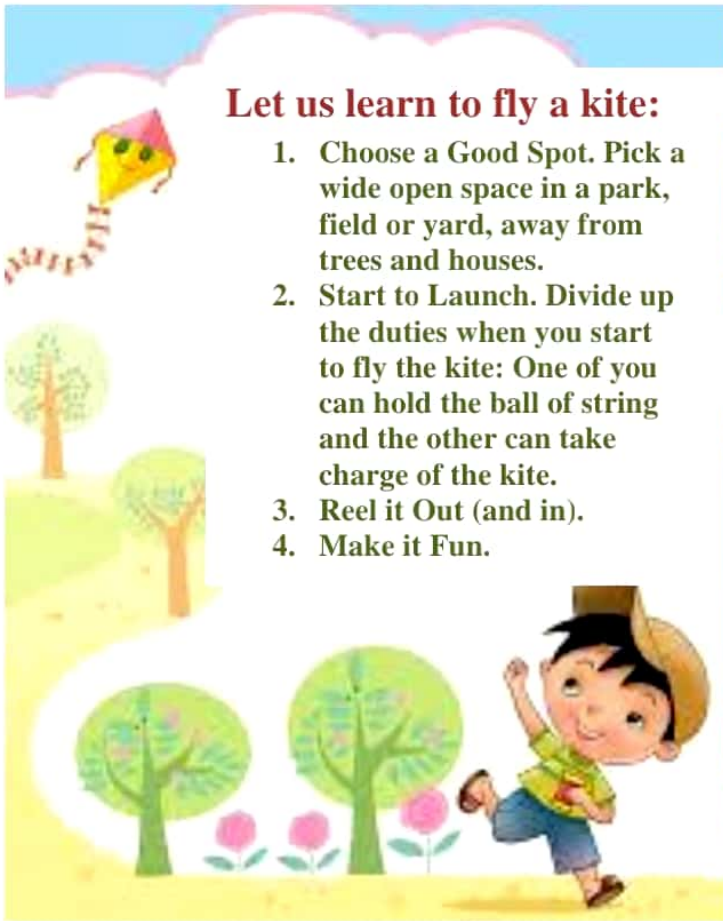 Let us learn to fly a kite:
1. Choose a Good Spot. Pick a
wide open space in a park,
field or yard, away from
trees and houses.
2. Start to Launch. Divide up
the duties when you start
to fly the kite: One of you
can hold the ball of string
and the other can take
charge of the kite.
3. Reel it Out (and in).
4. Make it Fun.